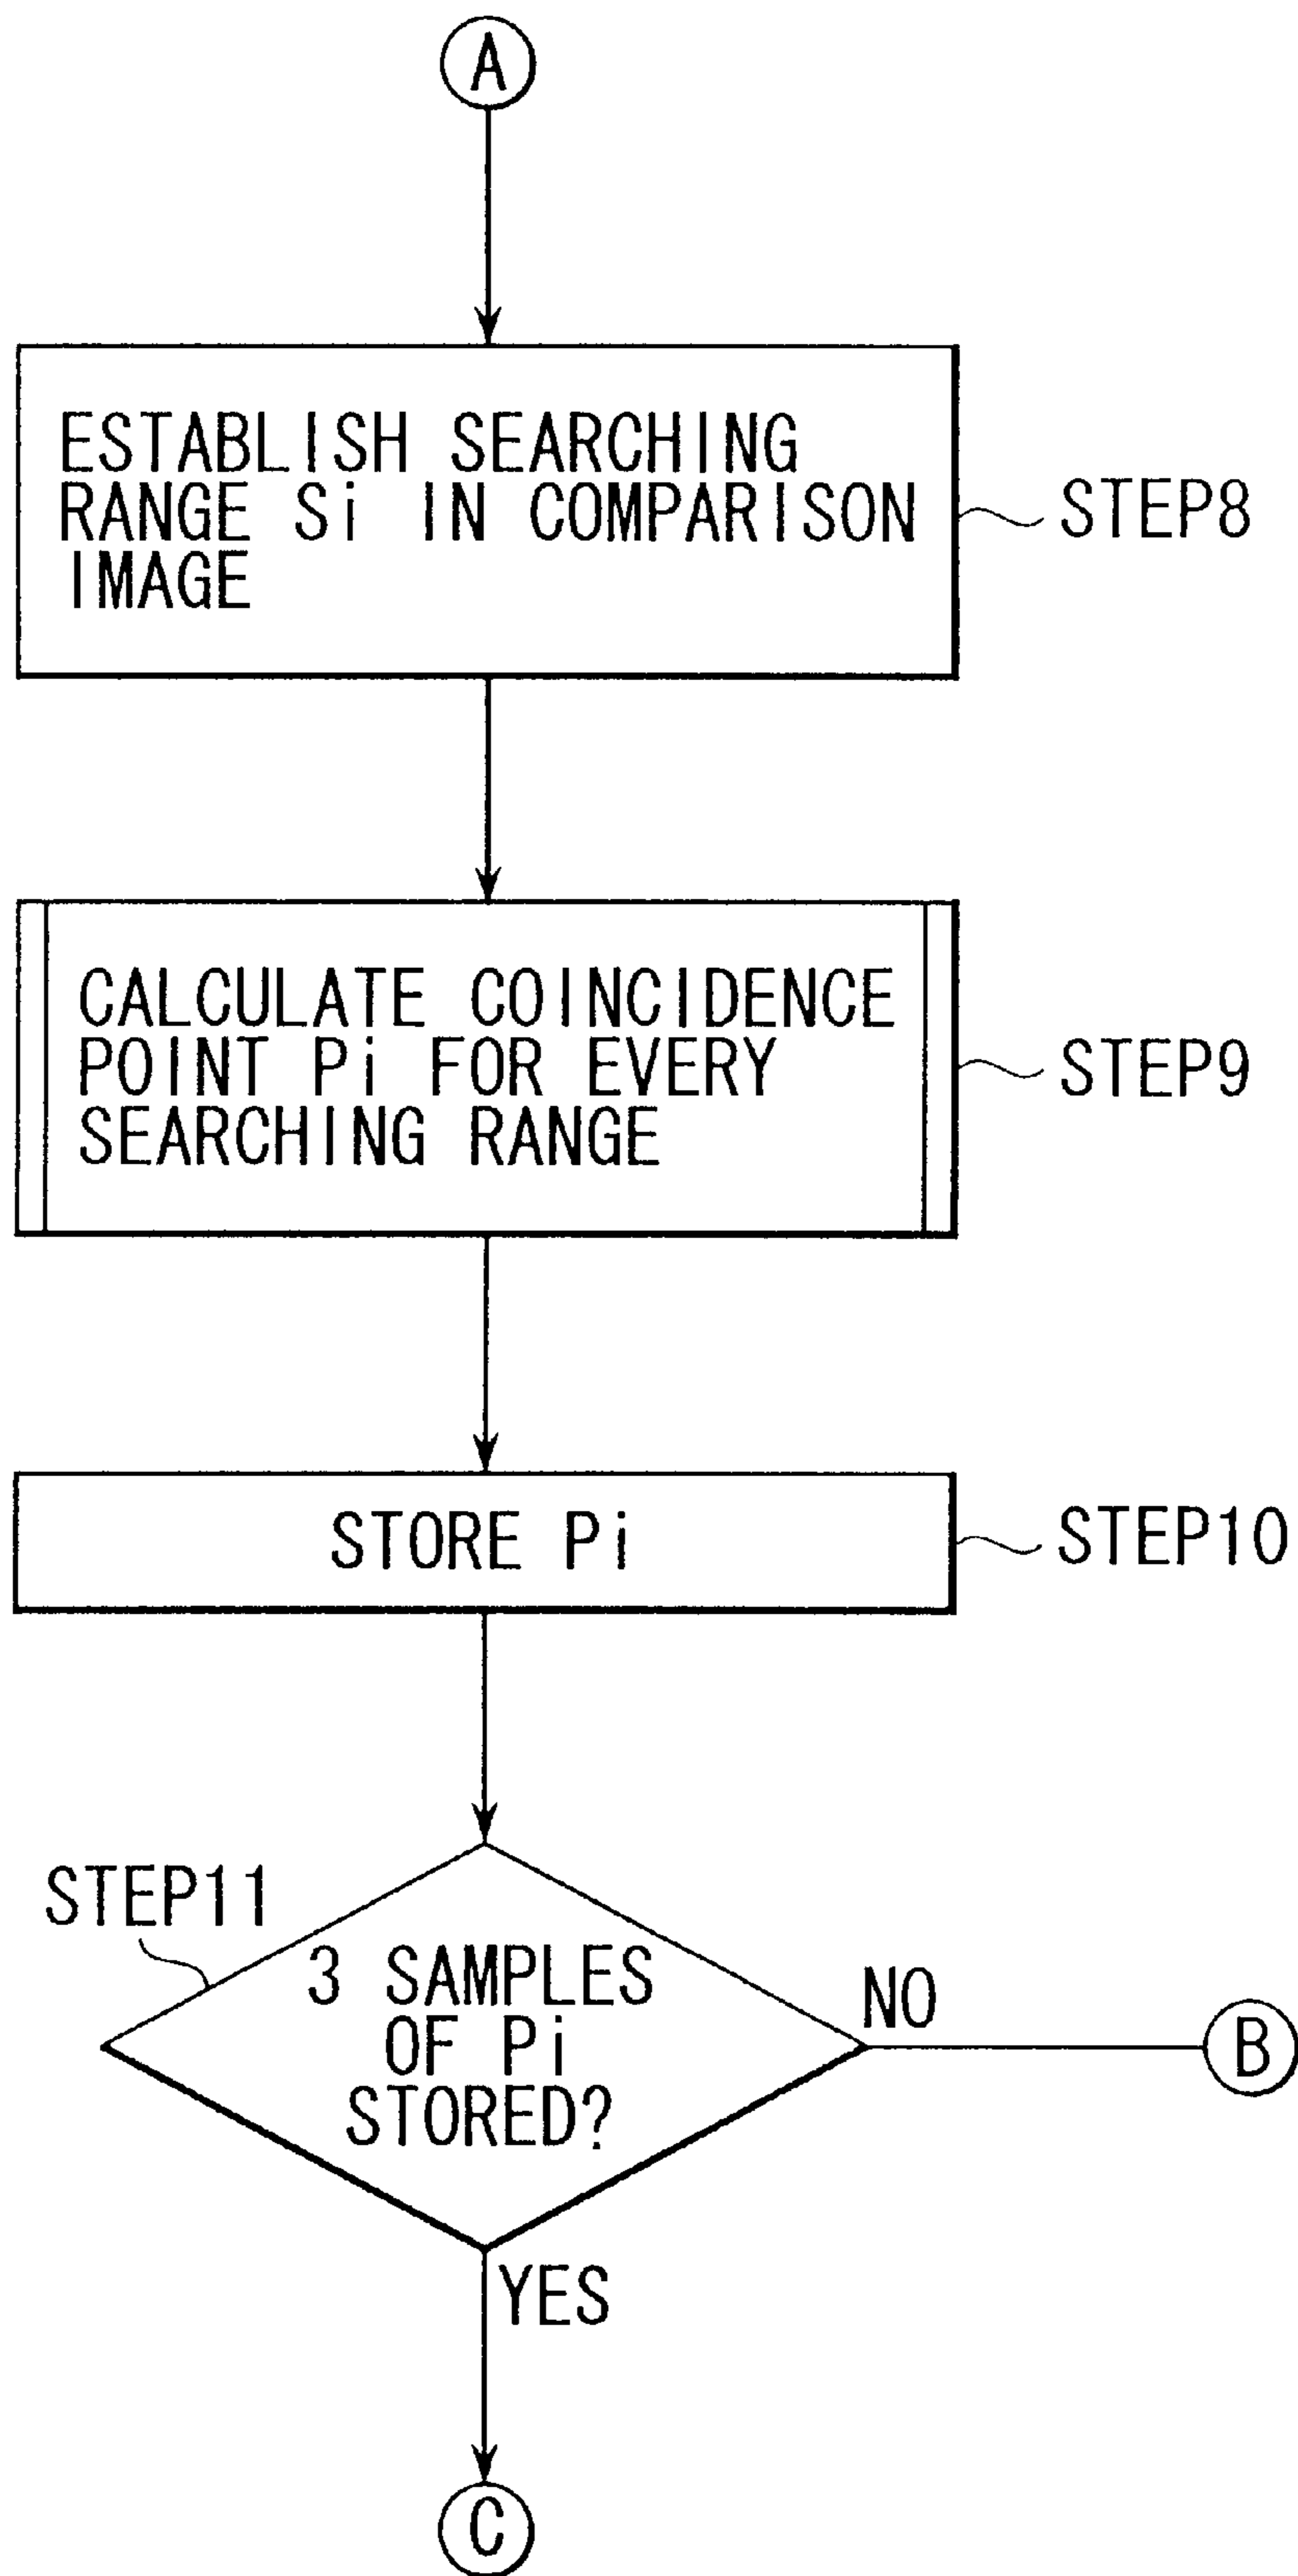 A
ESTABLISH SEARCHING
RANGE Si IN COMPARISON
IMAGE
STEP8
CALCULATE COINCIDENCE
POINT Pi FOR EVERY
SEARCHING RANGE
STEP9
STORE Pi
STEP10
STEP11
3 SAMPLES
OF Pi
STORED?
NO
B
YES
C